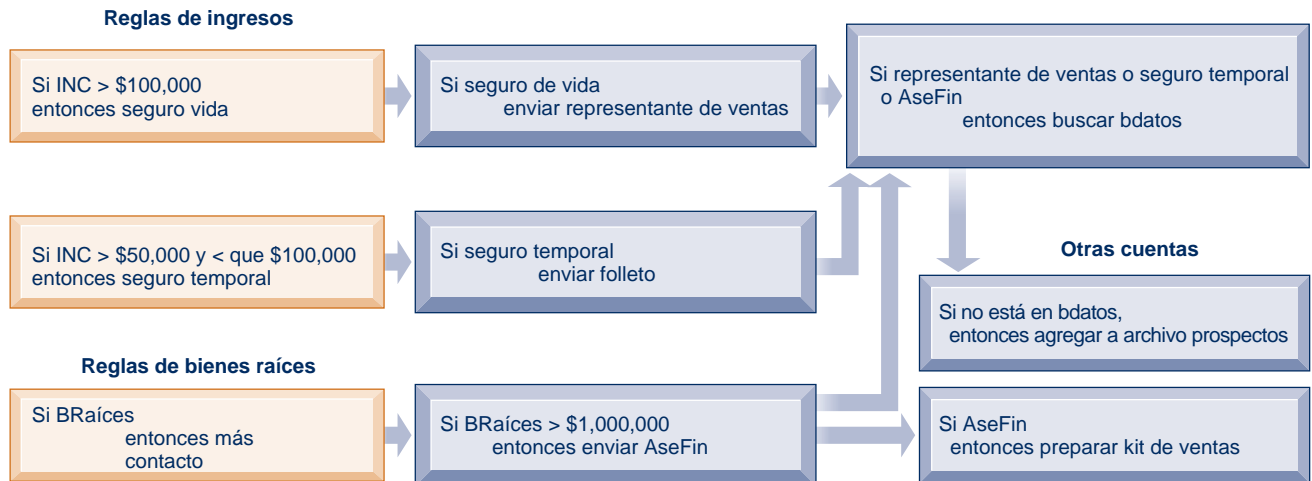 Reglas de ingresos
Si INC > $100,000
entonces seguro vida
Si seguro de vida
enviar representante de ventas
Si representante de ventas o seguro temporal
o AseFin
entonces buscar bdatos
Si INC > $50,000 y < que $100,000
entonces seguro temporal
Si seguro temporal
enviar folleto
Otras cuentas
Si no está en bdatos,
entonces agregar a archivo prospectos
Reglas de bienes raíces
Si BRaíces
entonces más
contacto
Si BRaíces > $1,000,000
entonces enviar AseFin
Si AseFin
entonces preparar kit de ventas